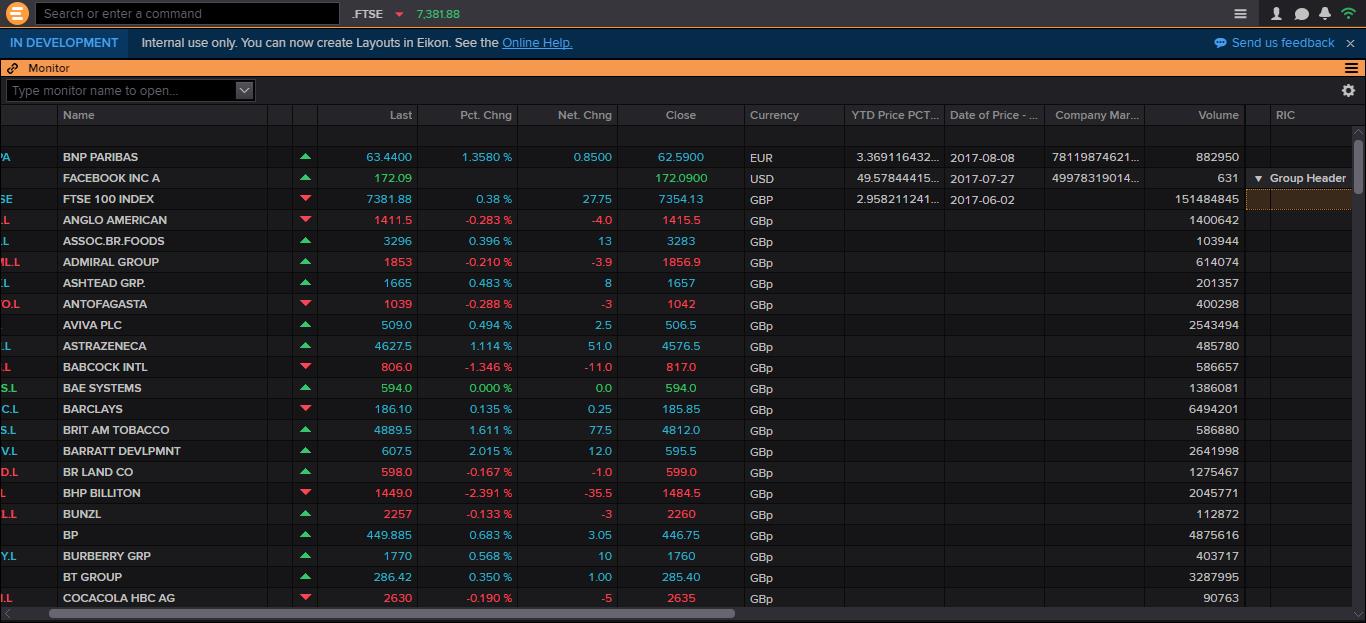 Search or enter a command .FTSE 7,381.88
IN DEVELOPMENT Internal use only. You can now create Layouts in Eikon. See the Online Help. Send us feedback
Monitor
Type monitor name to open...
Name Last Pct. Chng Net. Chng Close Currency YTD Price PCT... Date of Price - ... Company Mar... Volume RIC
PA BNP PARIBAS 63.4400 1.3580 % 0.8500 62.5900 EUR 3.369116432... 2017-08-08 78119874621... 882950
FACEBOOK INC A 172.09 172.0900 USD 49.57844415... 2017-07-27 49978319014... 631 Group Header
SE FTSE 100 INDEX 7381.88 0.38 % 27.75 7354.13 GBP 2.958211241... 2017-06-02 151484845
.L ANGLO AMERICAN 1411.5 -0.283 % -4.0 1415.5 GBp 1400642
.L ASSOC.BR.FOODS 3296 0.396 % 13 3283 GBp 103944
ML.L ADMIRAL GROUP 1853 -0.210 % -3.9 1856.9 GBp 614074
.L ASHTEAD GRP. 1665 0.483 % 8 1657 GBp 201357
O.L ANTOFAGASTA 1039 -0.288 % -3 1042 GBp 400298
AVIVA PLC 509.0 0.494 % 2.5 506.5 GBp 2543494
.L ASTRAZENECA 4627.5 1.114 % 51.0 4576.5 GBp 485780
.L BABCOCK INTL 806.0 -1.346 % -11.0 817.0 GBp 586657
S.L BAE SYSTEMS 594.0 0.000 % 0.0 594.0 GBp 1386081
C.L BARCLAYS 186.10 0.135 % 0.25 185.85 GBp 6494201
S.L BRIT AM TOBACCO 4889.5 1.611 % 77.5 4812.0 GBp 586880
V.L BARRATT DEVLPMNT 607.5 2.015 % 12.0 595.5 GBp 2641998
D.L BR LAND CO 598.0 -0.167 % -1.0 599.0 GBp 1275467
L BHP BILLITON 1449.0 -2.391 % -35.5 1484.5 GBp 2045771
L.L BUNZL 2257 -0.133 % -3 2260 GBp 112872
BP 449.885 0.683 % 3.05 446.75 GBp 4875616
Y.L BURBERRY GRP 1770 0.568 % 10 1760 GBp 403717
BT GROUP 286.42 0.350 % 1.00 285.40 GBp 3287995
.L COCACOLA HBC AG 2630 -0.190 % -5 2635 GBp 90763